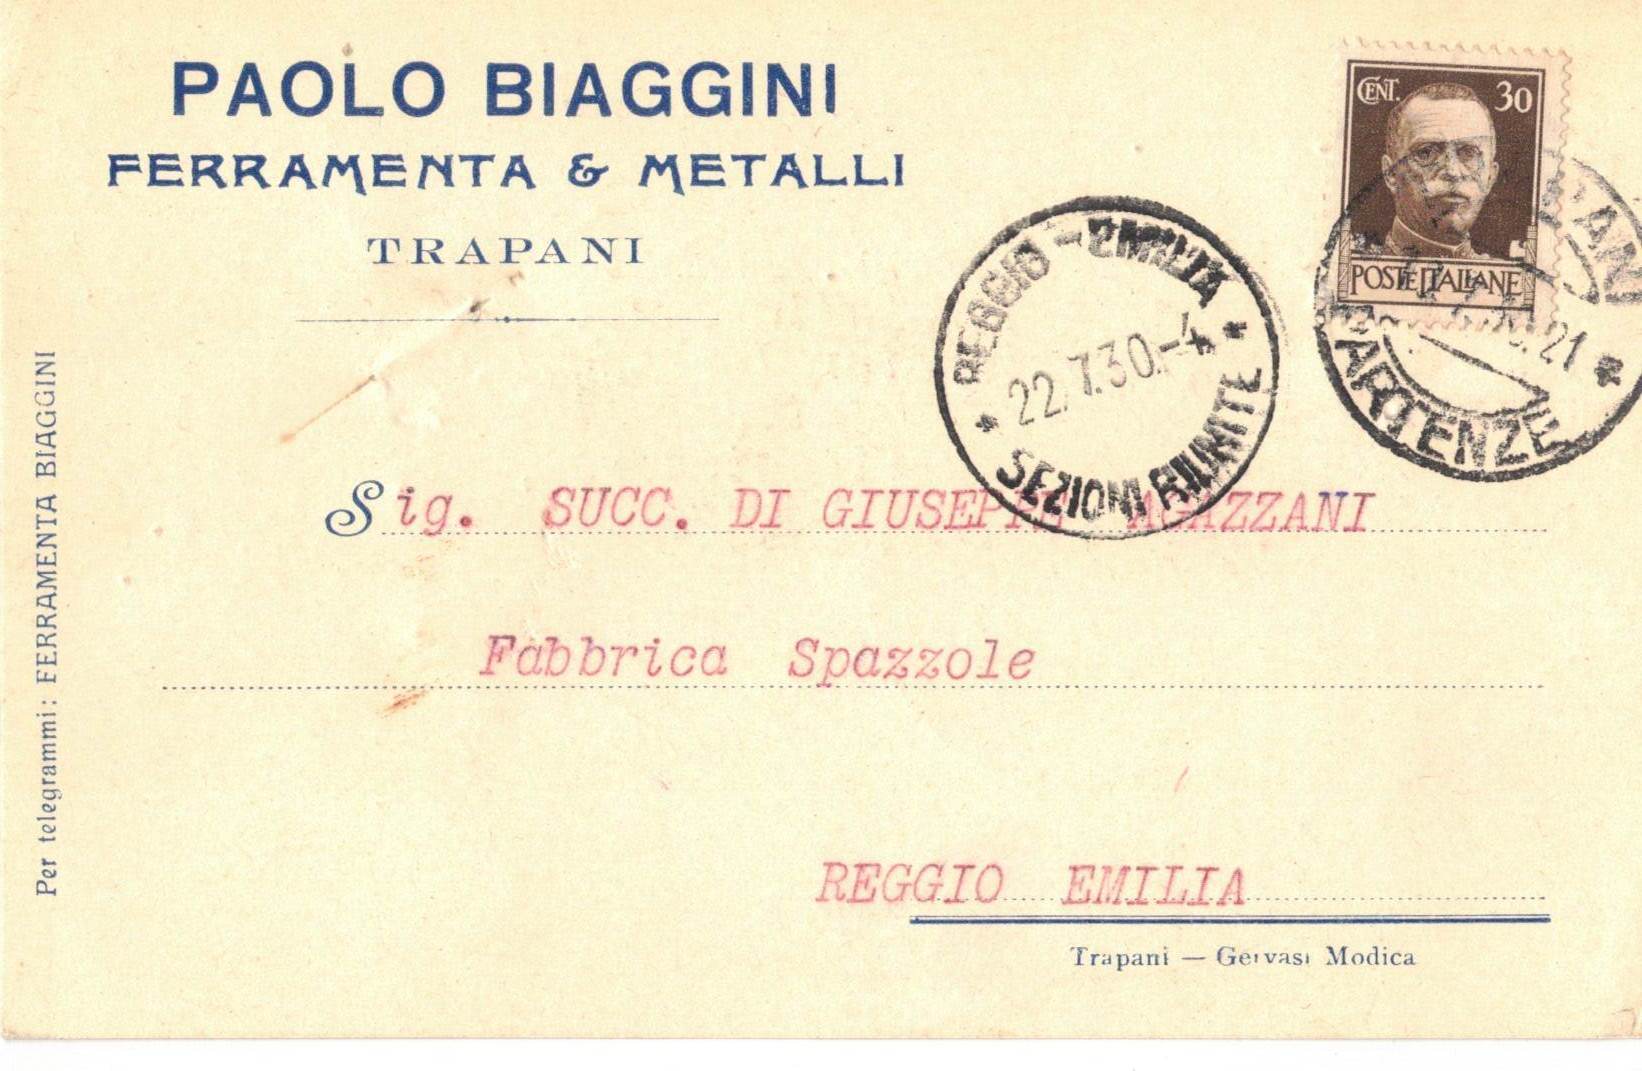 PAOLO BIAGGINI
FERRAMENTA & METALLI
TRAPANI
CENT. 30
POSTE ITALIANE
PARTENZE
21
REGGIO - EMILIA
22.7.30.-4
SEZIONI RIUNITE
Sig. SUCC. DI GIUSEPPE AGAZZANI
Fabbrica Spazzole
REGGIO EMILIA
Trapani — Gervasi Modica
Per telegrammi: FERRAMENTA BIAGGINI